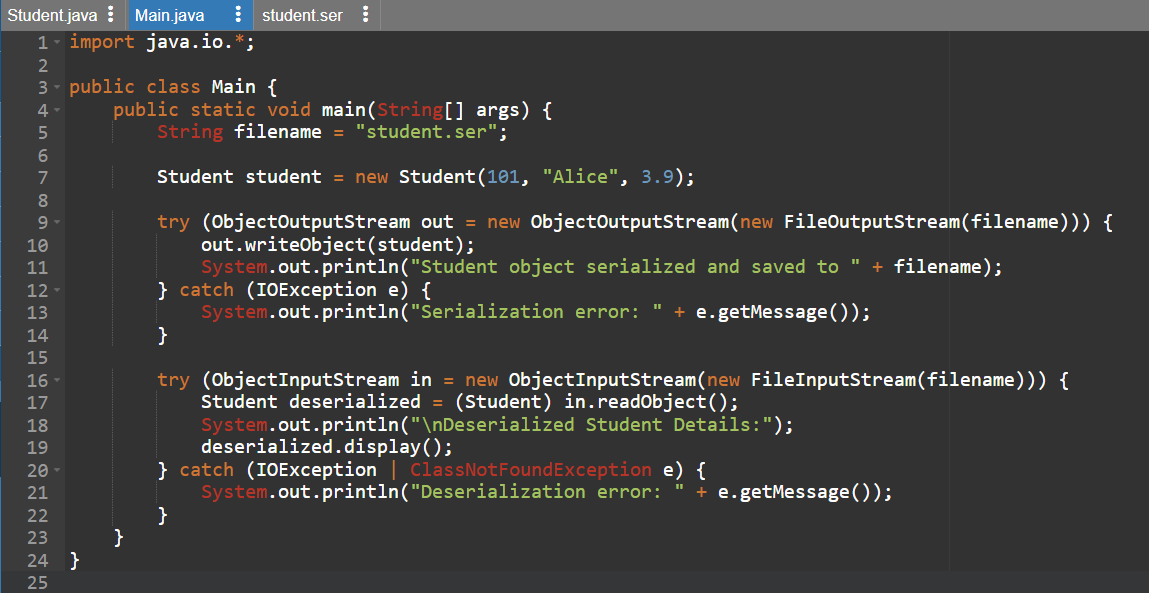 Student.java Main.java student.ser
1 import java.io.*;
2
3 public class Main {
4     public static void main(String[] args) {
5         String filename = "student.ser";
6
7         Student student = new Student(101, "Alice", 3.9);
8
9         try (ObjectOutputStream out = new ObjectOutputStream(new FileOutputStream(filename))) {
10             out.writeObject(student);
11             System.out.println("Student object serialized and saved to " + filename);
12         } catch (IOException e) {
13             System.out.println("Serialization error: " + e.getMessage());
14         }
15
16         try (ObjectInputStream in = new ObjectInputStream(new FileInputStream(filename))) {
17             Student deserialized = (Student) in.readObject();
18             System.out.println("\nDeserialized Student Details:");
19             deserialized.display();
20         } catch (IOException | ClassNotFoundException e) {
21             System.out.println("Deserialization error: " + e.getMessage());
22         }
23     }
24 }
25